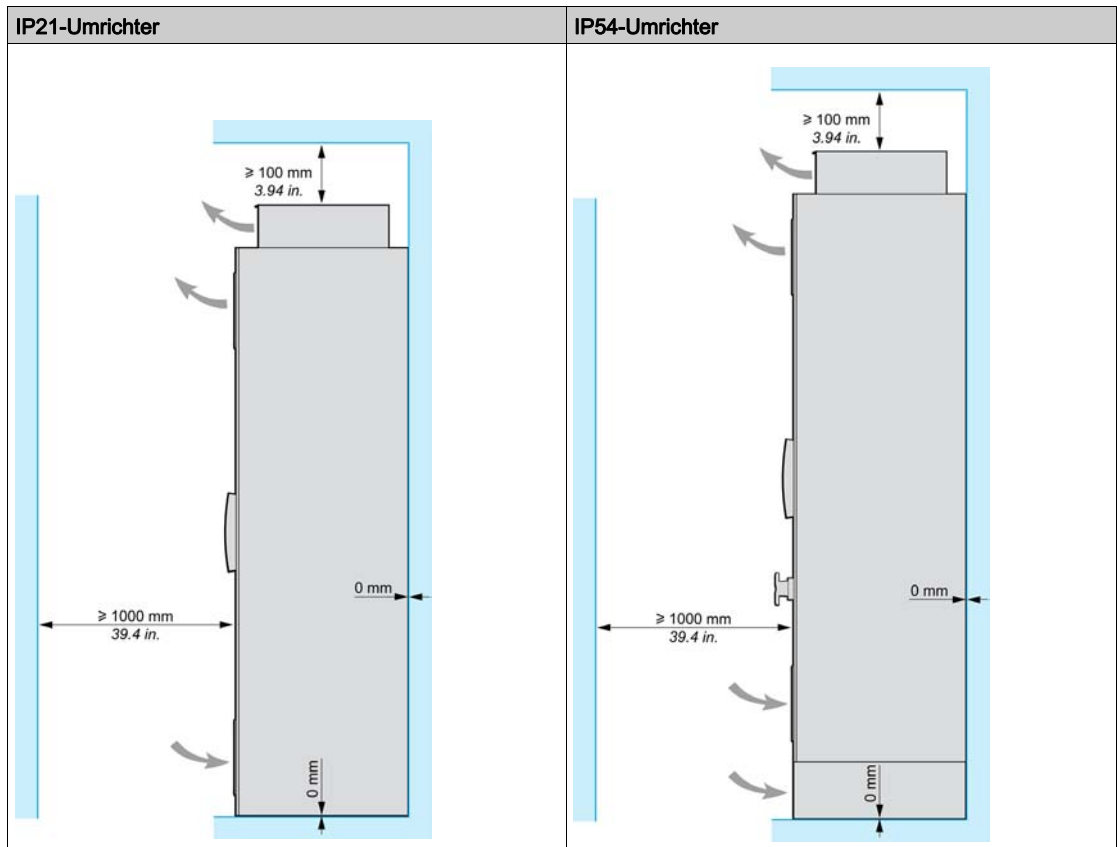 IP21-Umrichter
IP54-Umrichter
≥ 100 mm
3.94 in.
0 mm
≥ 1000 mm
39.4 in.
0 mm
≥ 100 mm
3.94 in.
0 mm
≥ 1000 mm
39.4 in.
0 mm